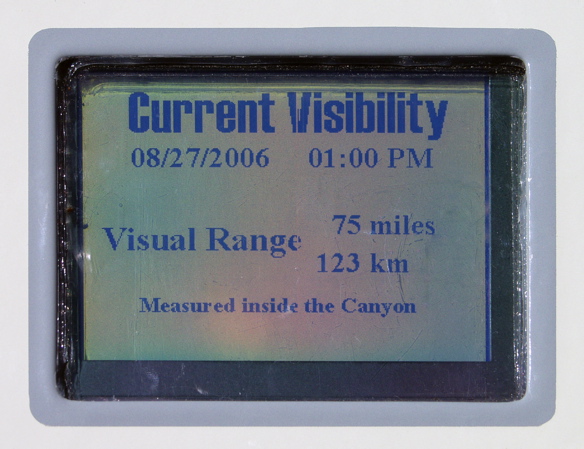 Current Visibility
08/27/2006 01:00 PM
Visual Range 75 miles
123 km
Measured inside the Canyon